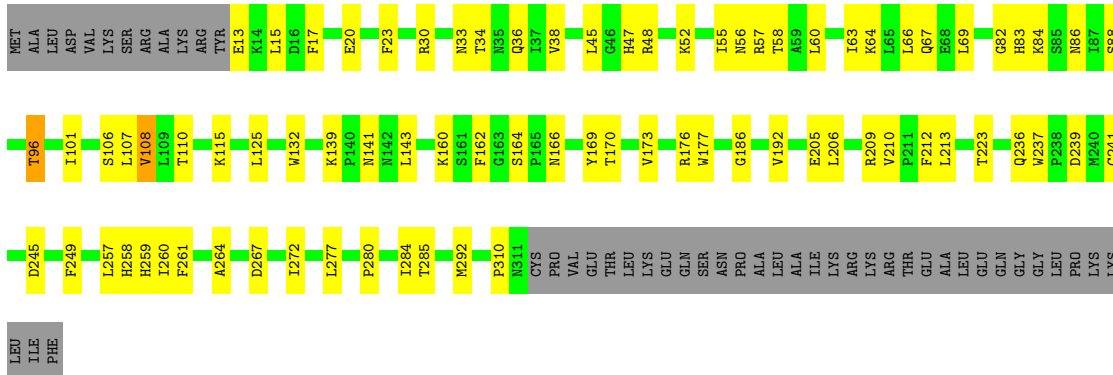 MET ALA LEU ASP VAL LYS SER ARG ALA LYS ARG TYR E13 K14 L15 D16 F17 E20 F23 R30 N33 T34 N35 Q36 I37 V38 L45 G46 H47 R48 K52 I55 N56 R57 T58 A59 L60 I63 K64 L65 L66 Q67 E68 L69 G82 H83 K84 S85 N86 I87 S88
T96 I101 S106 L107 V108 L109 T110 K115 L125 W132 K139 P140 N141 N142 L143 K160 S161 F162 G163 S164 P165 N166 Y169 T170 V173 R176 W177 G186 V192 E205 L206 R209 V210 P211 F212 L213 T223 Q236 W237 P238 D239 M240 G241
D245 F249 L257 H258 H259 I260 F261 A264 D267 I272 L277 P280 I284 T285 M292 P310 N311 CYS PRO VAL GLU THR LEU LYS GLU GLN SER ASN PRO ALA LEU ALA ILE LYS ARG LYS ARG THR GLU ALA LEU GLU GLN GLY GLY LEU PRO LYS LYS
LEU ILE PHE